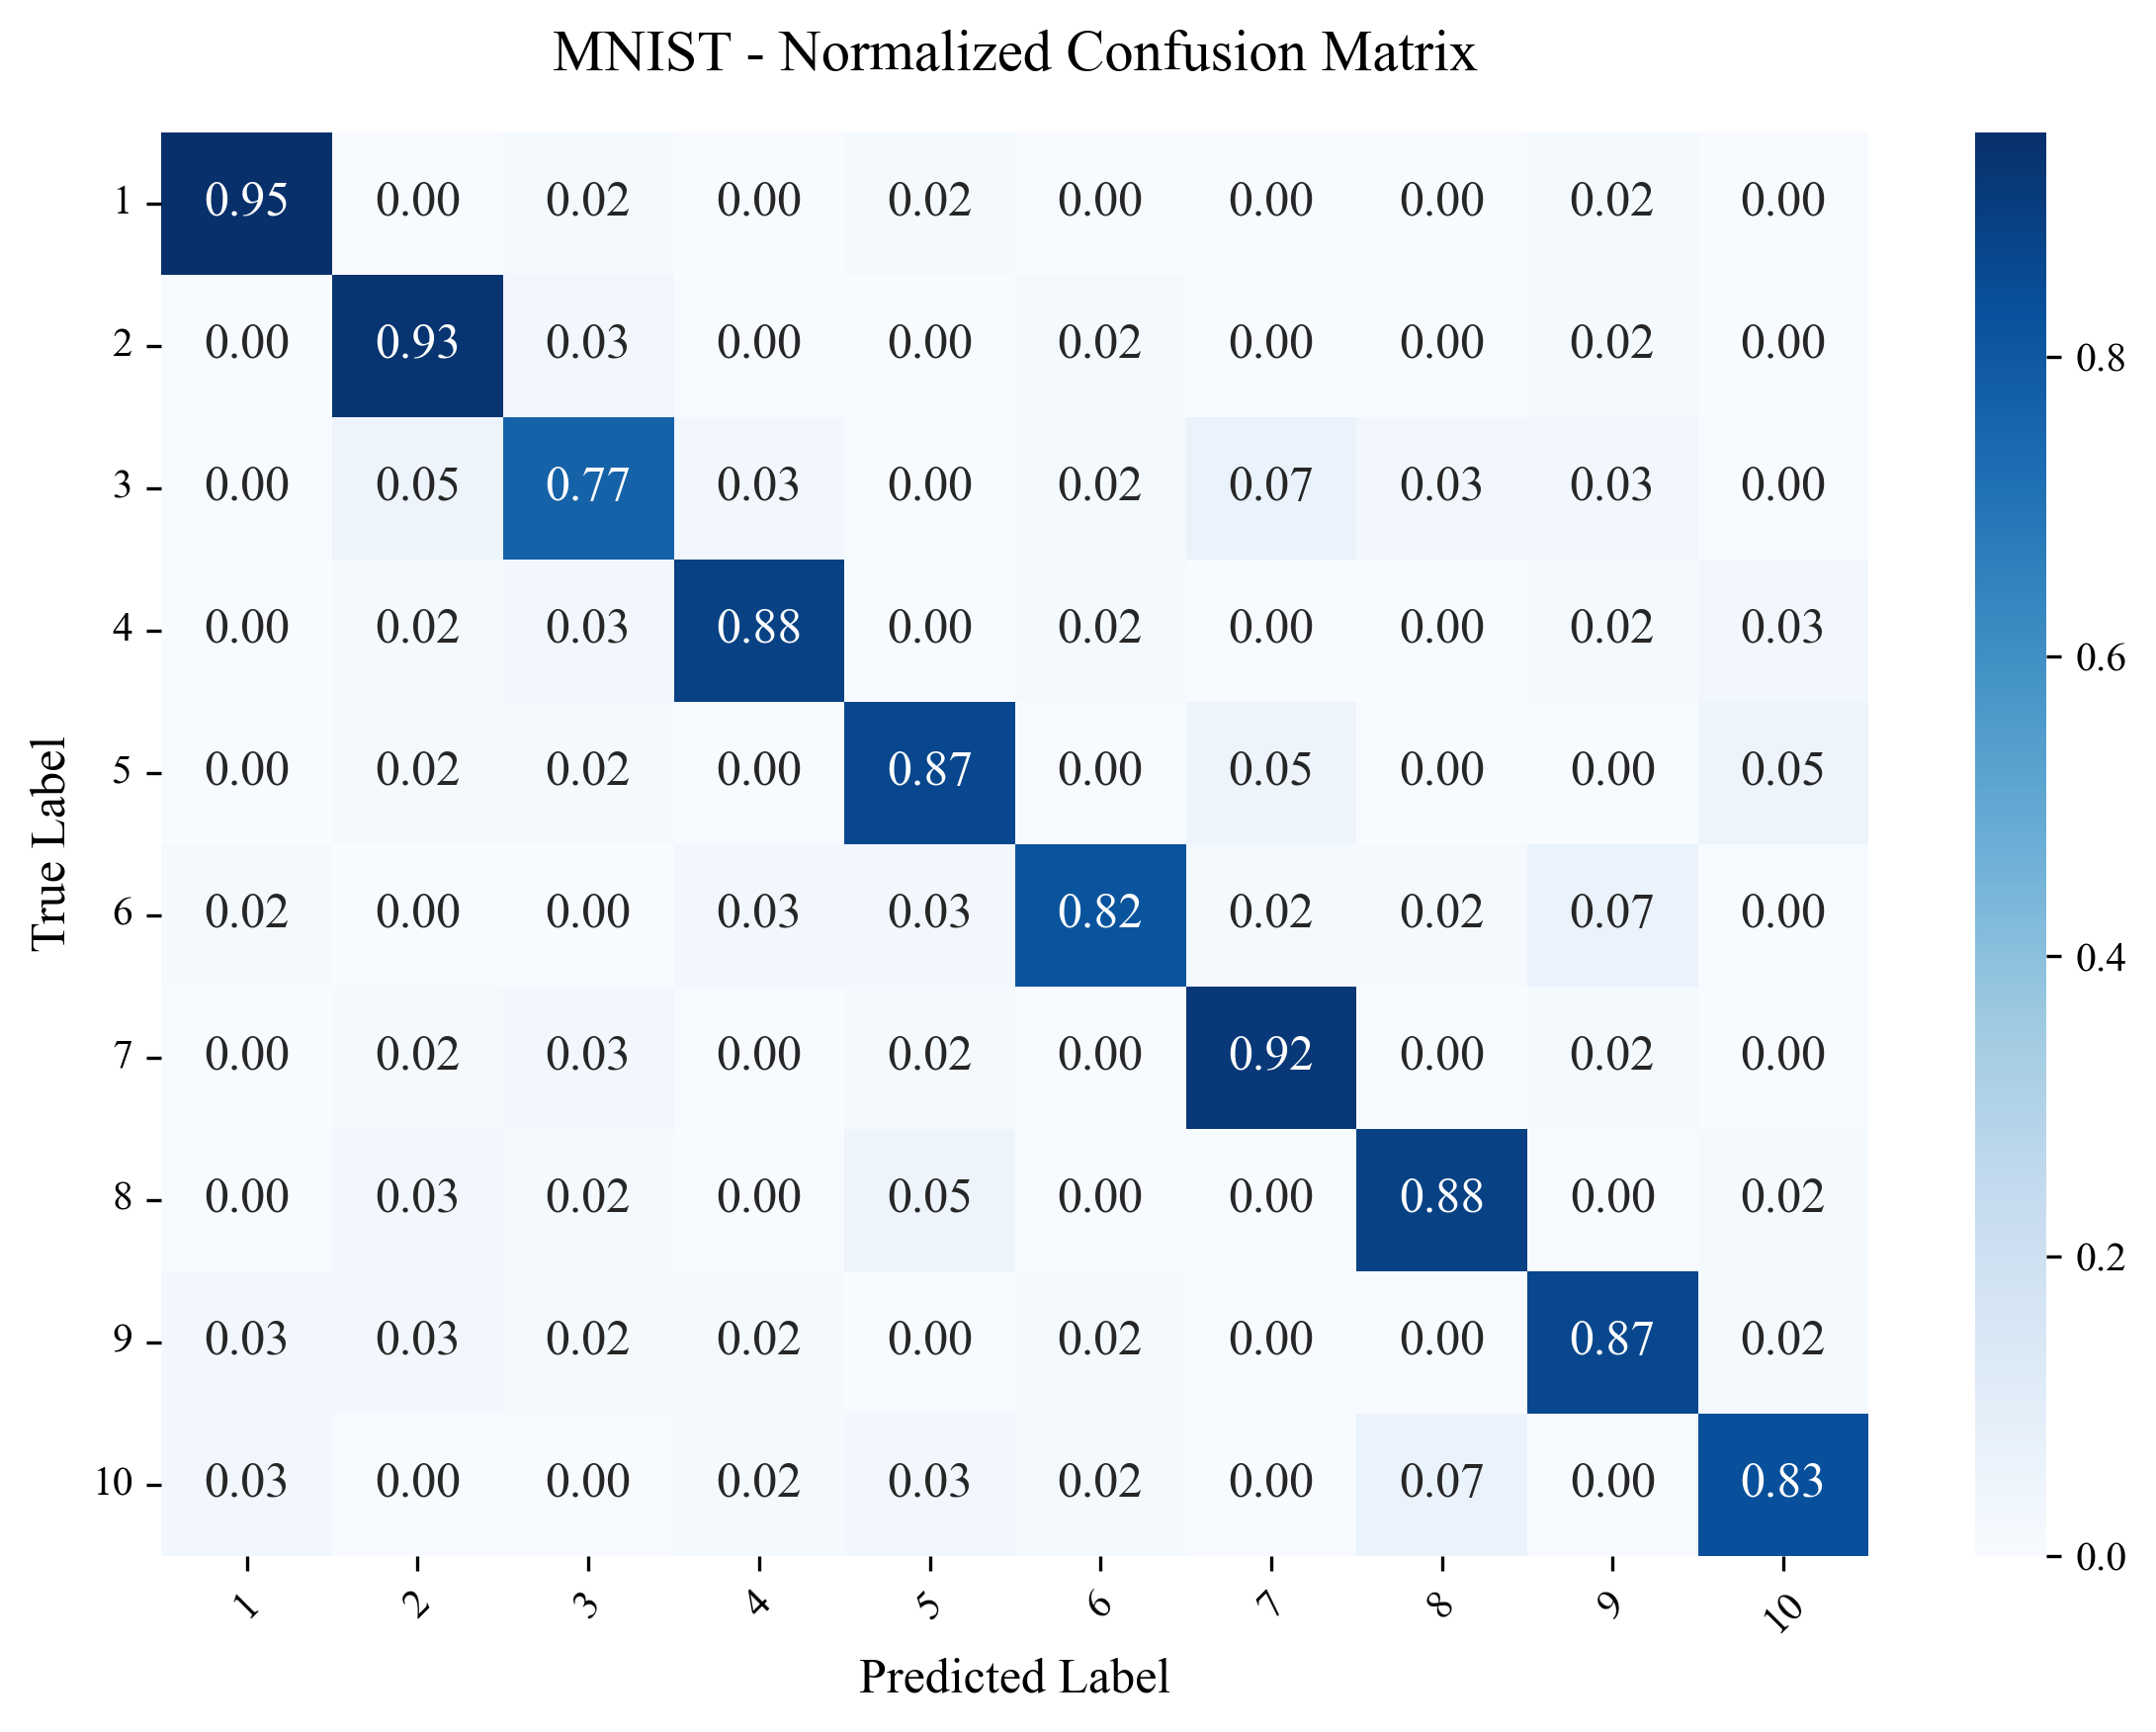 MNIST - Normalized Confusion Matrix
1 0.95 0.00 0.02 0.00 0.02 0.00 0.00 0.00 0.02 0.00
2 0.00 0.93 0.03 0.00 0.00 0.02 0.00 0.00 0.02 0.00
3 0.00 0.05 0.77 0.03 0.00 0.02 0.07 0.03 0.03 0.00
4 0.00 0.02 0.03 0.88 0.00 0.02 0.00 0.00 0.02 0.03
5 0.00 0.02 0.02 0.00 0.87 0.00 0.05 0.00 0.00 0.05
6 0.02 0.00 0.00 0.03 0.03 0.82 0.02 0.02 0.07 0.00
7 0.00 0.02 0.03 0.00 0.02 0.00 0.92 0.00 0.02 0.00
8 0.00 0.03 0.02 0.00 0.05 0.00 0.00 0.88 0.00 0.02
9 0.03 0.03 0.02 0.02 0.00 0.02 0.00 0.00 0.87 0.02
10 0.03 0.00 0.00 0.02 0.03 0.02 0.00 0.07 0.00 0.83
1 2 3 4 5 6 7 8 9 10
Predicted Label
True Label
0.8
0.6
0.4
0.2
0.0